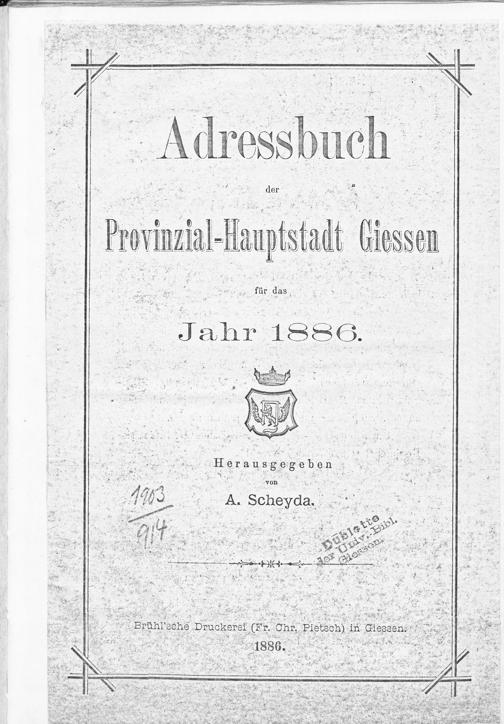 Adressbuch
der
Provinzial-Hauptstadt Giessen
für das
Jahr 1886.
Herausgegeben
von
A. Scheyda.
1903
914
Dublette
der Univ.-Bibl.
Giessen.
Brühl'sche Druckerei (Fr. Chr. Pietsch) in Giessen.
1886.